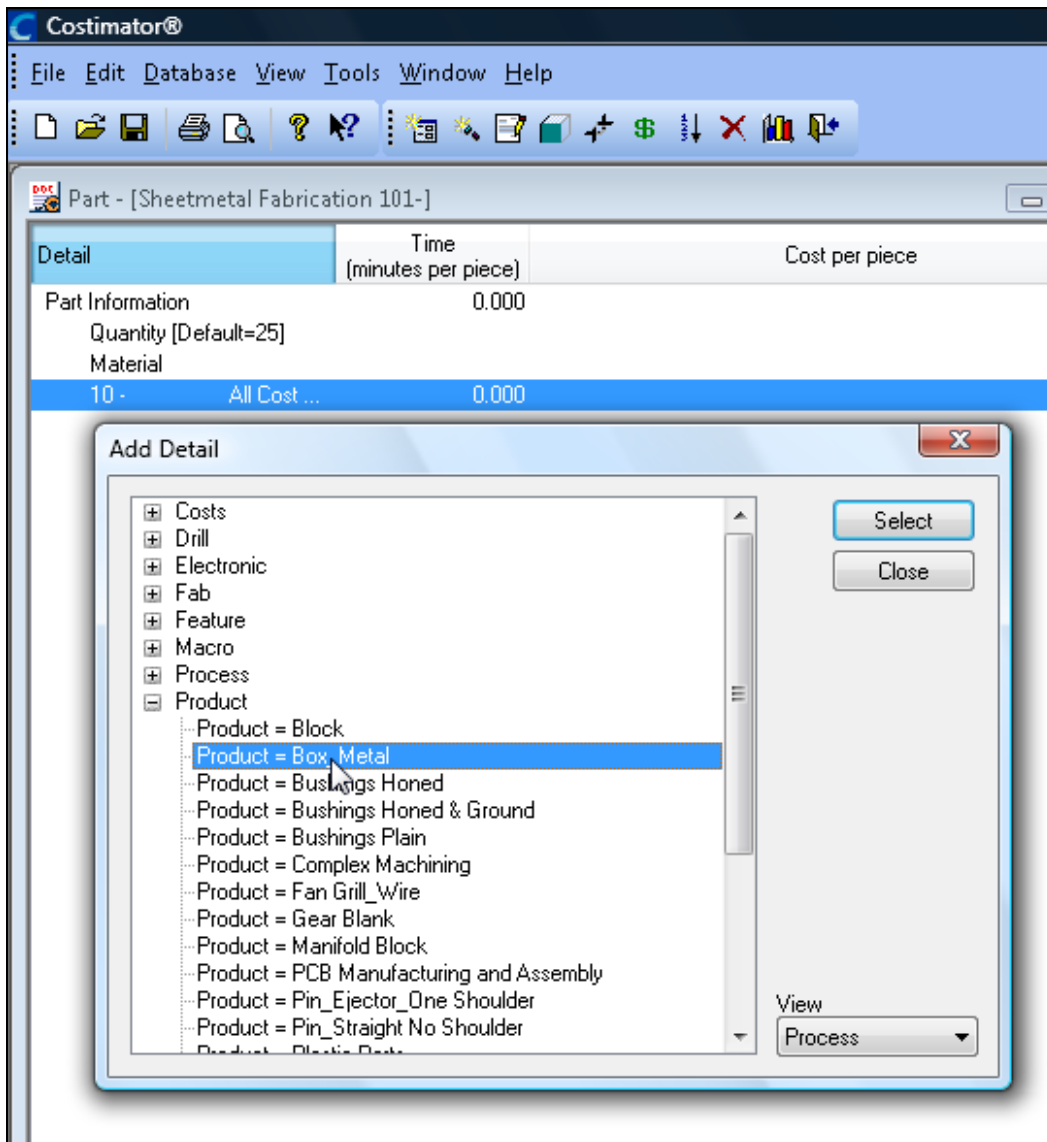 Costimator®
File Edit Database View Tools Window Help
Part - [Sheetmetal Fabrication 101-]
Detail Time (minutes per piece) Cost per piece
Part Information 0.000
Quantity [Default=25]
Material
10 - All Cost ... 0.000
Add Detail
Costs
Drill
Electronic
Fab
Feature
Macro
Process
Product
Product = Block
Product = Box_Metal
Product = Bushings Honed
Product = Bushings Honed & Ground
Product = Bushings Plain
Product = Complex Machining
Product = Fan Grill_Wire
Product = Gear Blank
Product = Manifold Block
Product = PCB Manufacturing and Assembly
Product = Pin_Ejector_One Shoulder
Product = Pin_Straight No Shoulder
Product = Plastic Parts
Select
Close
View
Process